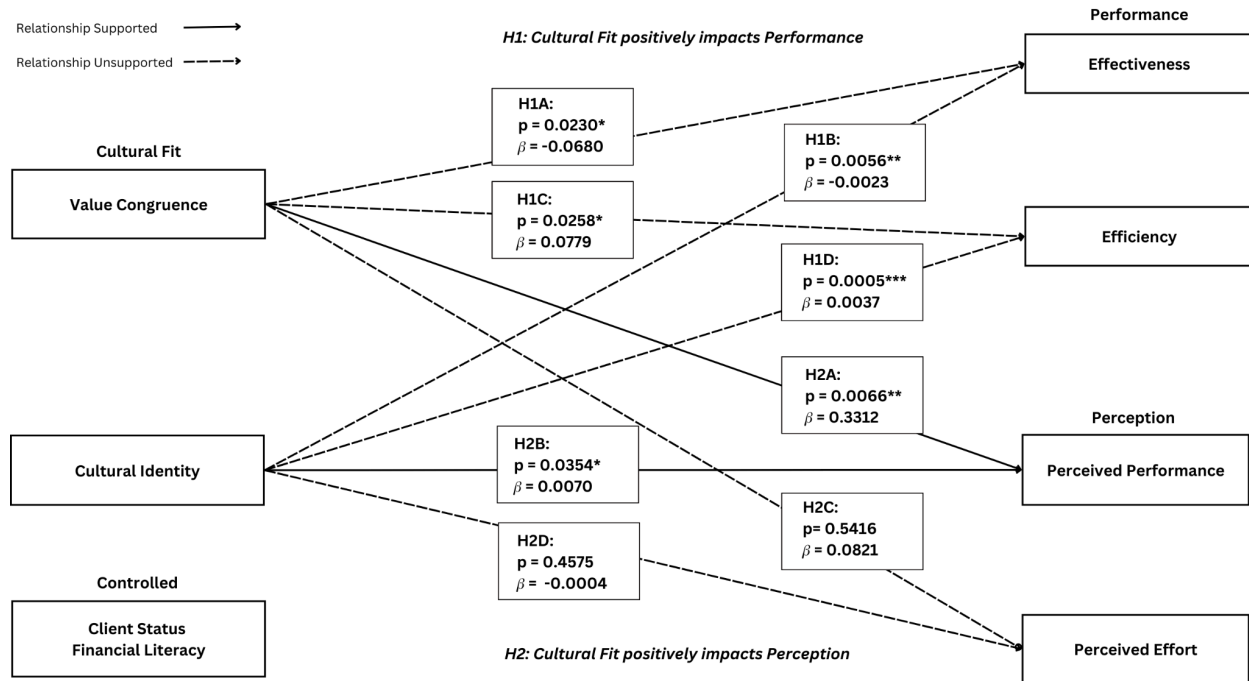 Relationship Supported
Relationship Unsupported
H1: Cultural Fit positively impacts Performance
Performance
Effectiveness
H1A:
p = 0.0230*
β = -0.0680
H1B:
p = 0.0056**
β = -0.0023
Cultural Fit
Value Congruence
H1C:
p = 0.0258*
β = 0.0779
Efficiency
H1D:
p = 0.0005***
β = 0.0037
H2A:
p = 0.0066**
β = 0.3312
Perception
Perceived Performance
Cultural Identity
H2B:
p = 0.0354*
β = 0.0070
H2C:
p= 0.5416
β = 0.0821
H2D:
p = 0.4575
β = -0.0004
Controlled
Client Status
Financial Literacy
H2: Cultural Fit positively impacts Perception
Perceived Effort